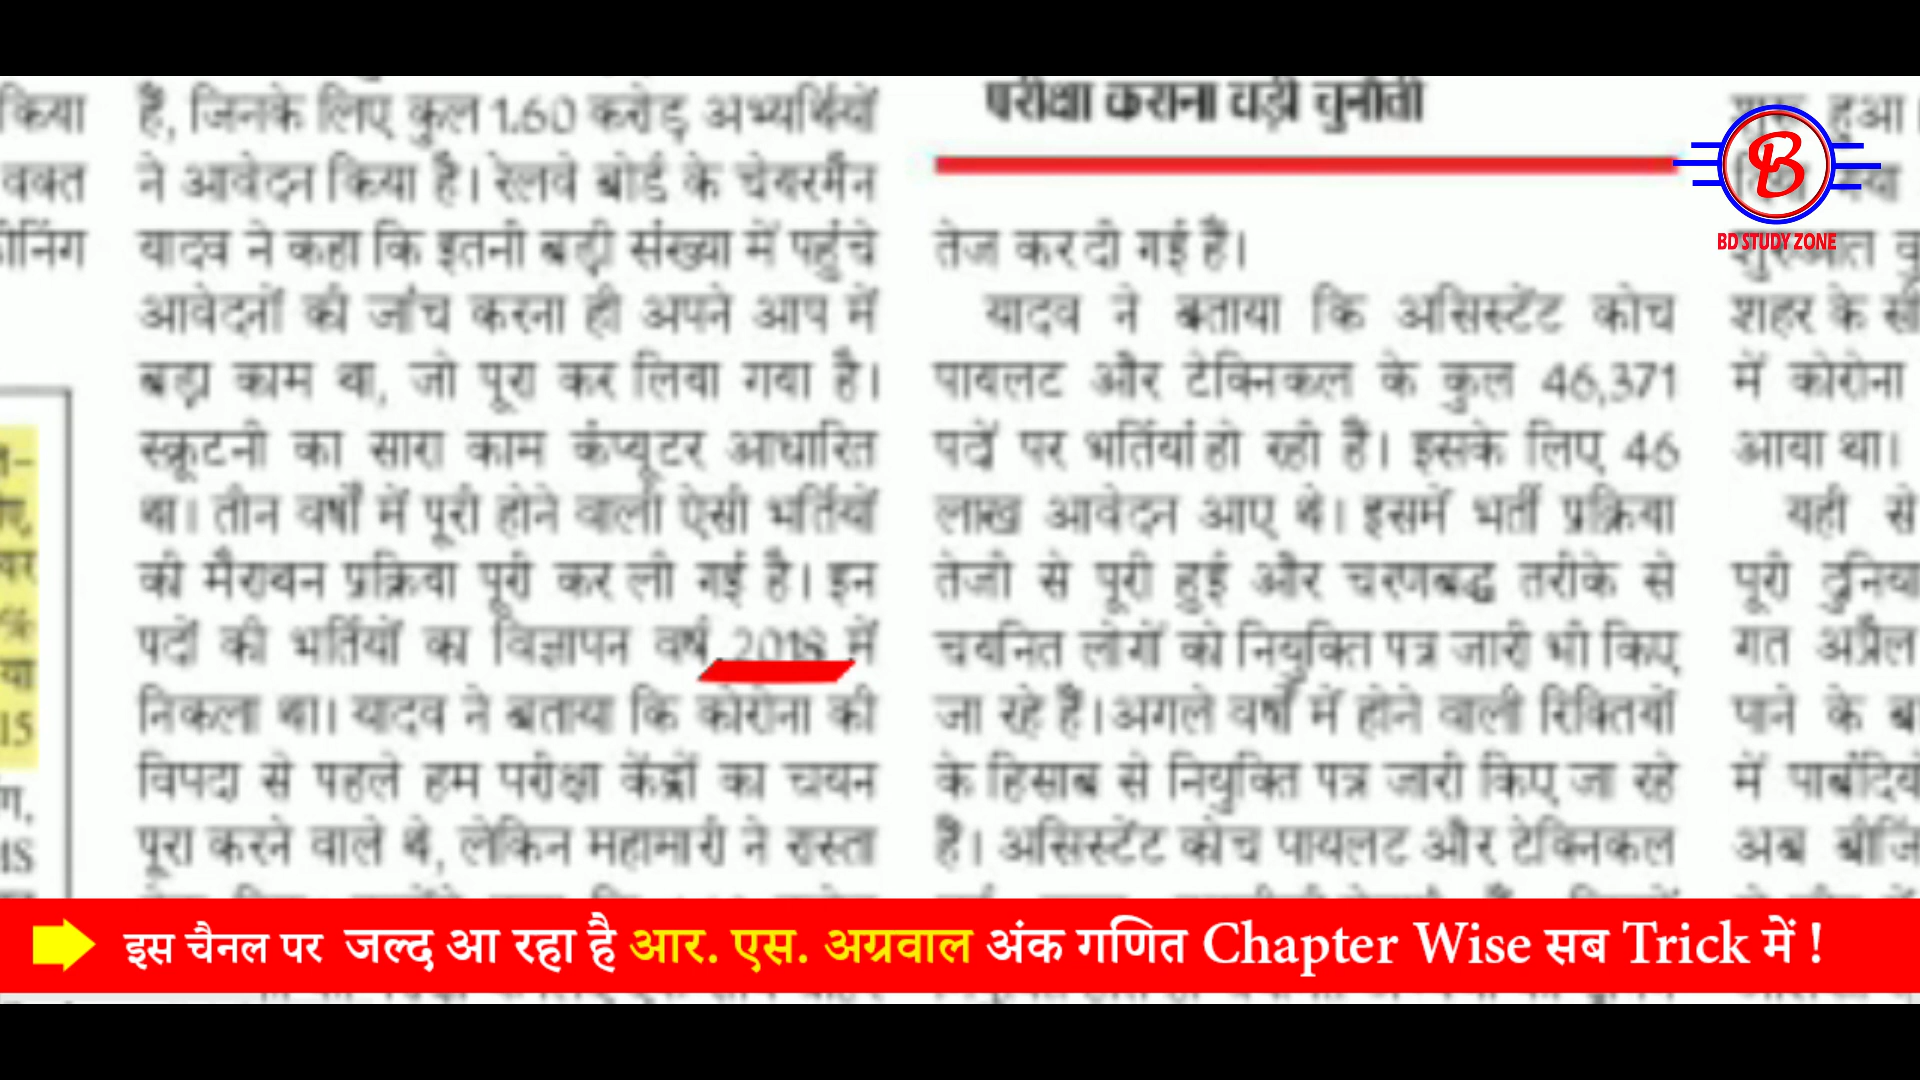 किया
वक्त
15
हैं, जिनके लिए कुल 1.60 करोड़ अभ्यर्थियों
ने आवेदन किया है। रेलवे बोर्ड के चेयरमैन
यादव ने कहा कि इतनी बड़ी संख्या में पहुंचे
आवेदनों की जांच करना ही अपने आप में
बड़ा काम था, जो पूरा कर लिया गया है।
स्क्रूटनी का सारा काम कंप्यूटर आधारित
था। तीन वर्षों में पूरी होने वाली ऐसी भर्तियों
की मैराथन प्रक्रिया पूरी कर ली गई है। इन
पदों की भर्तियों का विज्ञापन वर्ष 2018 में
निकला था। यादव ने बताया कि कोरोना की
विपदा से पहले हम परीक्षा केंद्रों का चयन
पूरा करने वाले थे, लेकिन महामारी ने रास्ता
परीक्षा कराना बड़ी चुनौती
तेज कर दी गई हैं।
यादव ने बताया कि असिस्टेंट कोच
पायलट और टेक्निकल के कुल 46,371
पदों पर भर्तियां हो रही हैं। इसके लिए 46
लाख आवेदन आए थे। इसमें भर्ती प्रक्रिया
तेजी से पूरी हुई और चरणबद्ध तरीके से
चयनित लोगों को नियुक्ति पत्र जारी भी किए
जा रहे हैं। अगले वर्षों में होने वाली रिक्तियों
के हिसाब से नियुक्ति पत्र जारी किए जा रहे
हैं। असिस्टेंट कोच पायलट और टेक्निकल
हुआ
शहर के
में कोरोना
आया था।
यही से
पूरी दुनिया
गत अप्रैल
पाने के
में
अब
B
BD STUDY ZONE
इस चैनल पर जल्द आ रहा है आर. एस. अग्रवाल अंक गणित Chapter Wise सब Trick में !